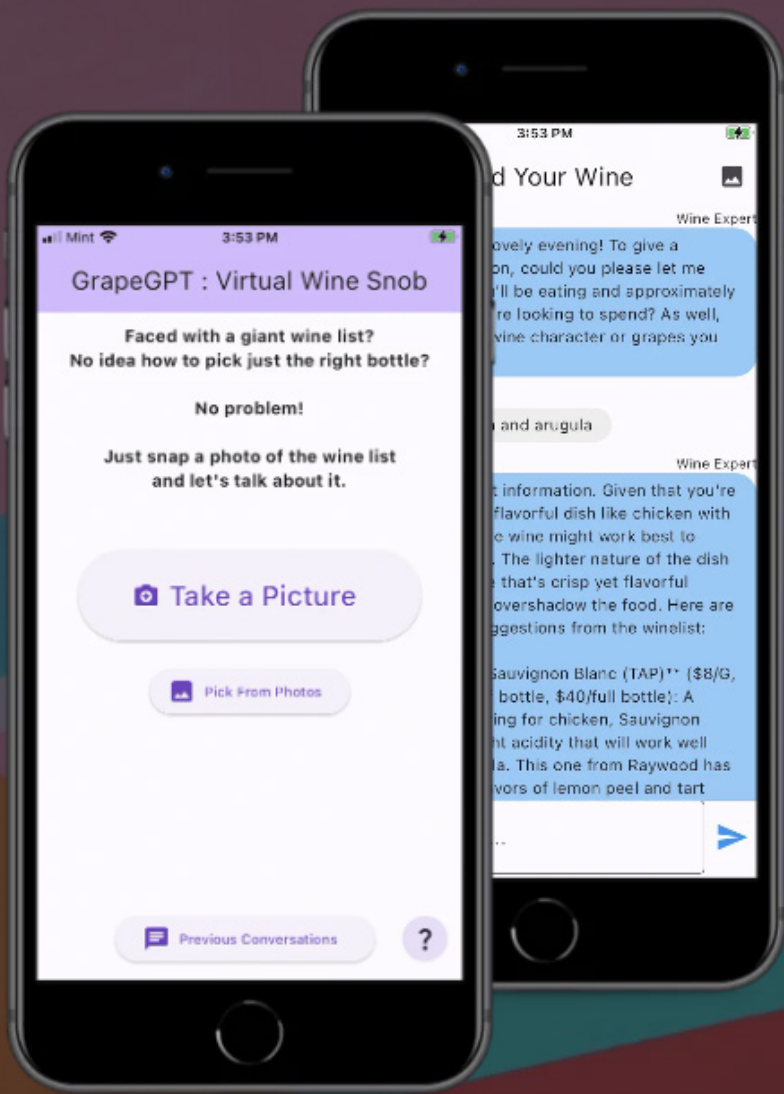 Mint
3:53 PM
GrapeGPT : Virtual Wine Snob
Faced with a giant wine list?
No idea how to pick just the right bottle?
No problem!
Just snap a photo of the wine list
and let's talk about it.
Take a Picture
Pick From Photos
Previous Conversations
?
3:53 PM
d Your Wine
Wine Expert
ovely evening! To give a
on, could you please let me
'll be eating and approximately
re looking to spend? As well,
vine character or grapes you
and arugula
Wine Expert
t information. Given that you're
flavorful dish like chicken with
e wine might work best to
. The lighter nature of the dish
e that's crisp yet flavorful
overshadow the food. Here are
ggestions from the winelist:
Sauvignon Blanc (TAP)** ($8/G,
bottle, $40/full bottle): A
ing for chicken, Sauvignon
ht acidity that will work well
la. This one from Raywood has
vors of lemon peel and tart
...